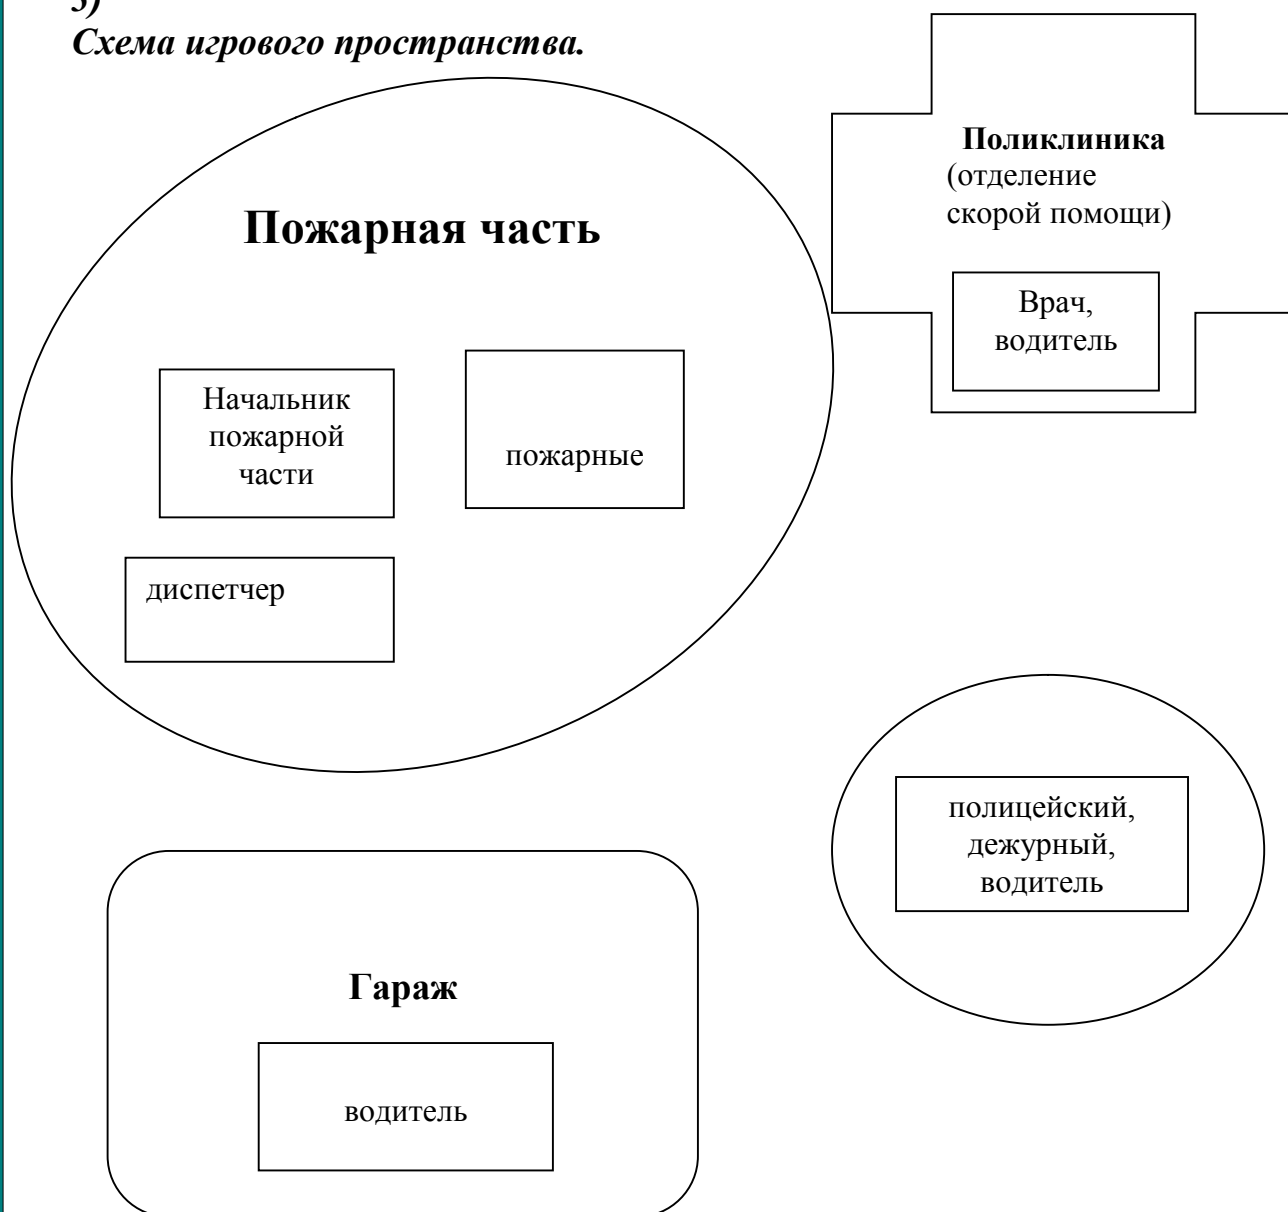 Схема игрового пространства.
Пожарная часть
Начальник
пожарной
части
пожарные
диспетчер
Поликлиника
(отделение
скорой помощи)
Врач,
водитель
полицейский,
дежурный,
водитель
Гараж
водитель